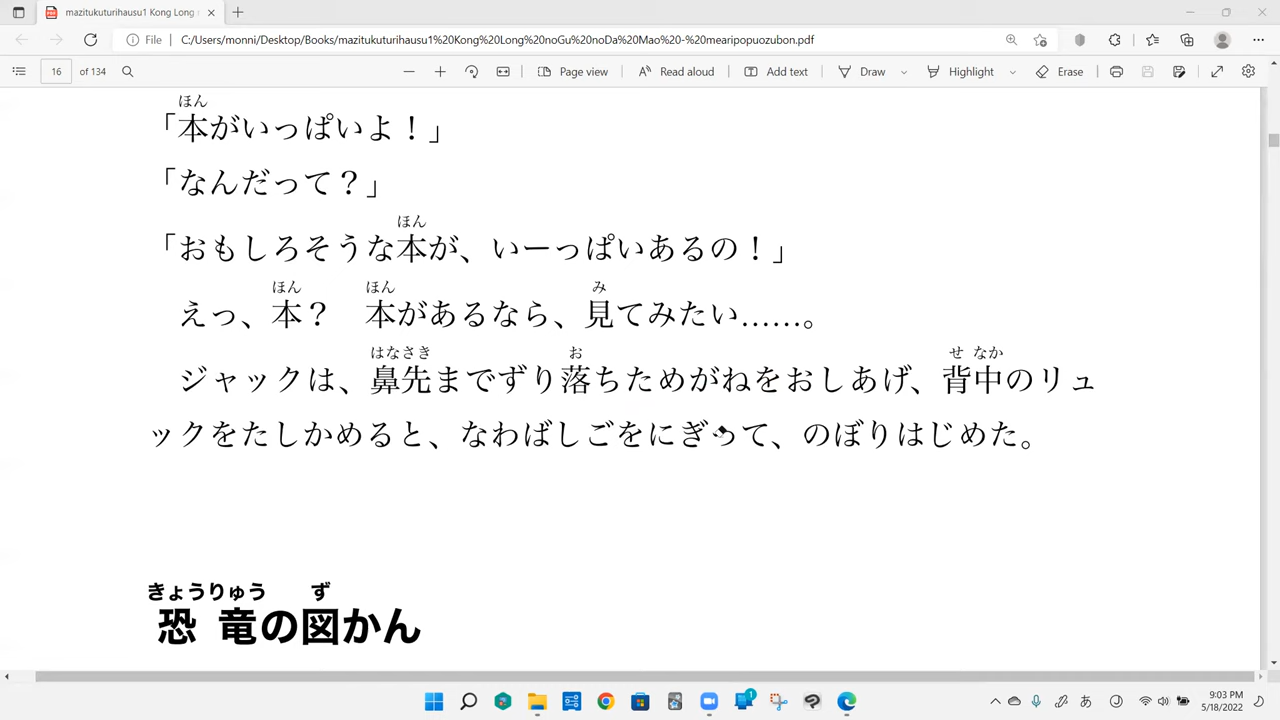 mazitukuturihausu1 Kong Long
File
C:/Users/monni/Desktop/Books/mazitukuturihausu1%20Kong%20Long%20noGu%20noDa%20Mao%20-%20mearipopuozubon.pdf
16 of 134
Page view
Read aloud
Add text
Draw
Highlight
Erase
ほん
「本がいっぱいよ！」
「なんだって？」
ほん
「おもしろそうな本が、いーっぱいあるの！」
ほん ほん み
えっ、本？　本があるなら、見てみたい……。
はなさき お せ なか
ジャックは、鼻先までずり落ちためがねをおしあげ、背中のリュ
ックをたしかめると、なわばしごをにぎって、のぼりはじめた。
きょうりゅう ず
恐竜の図かん
1
あ
9:03 PM
5/18/2022